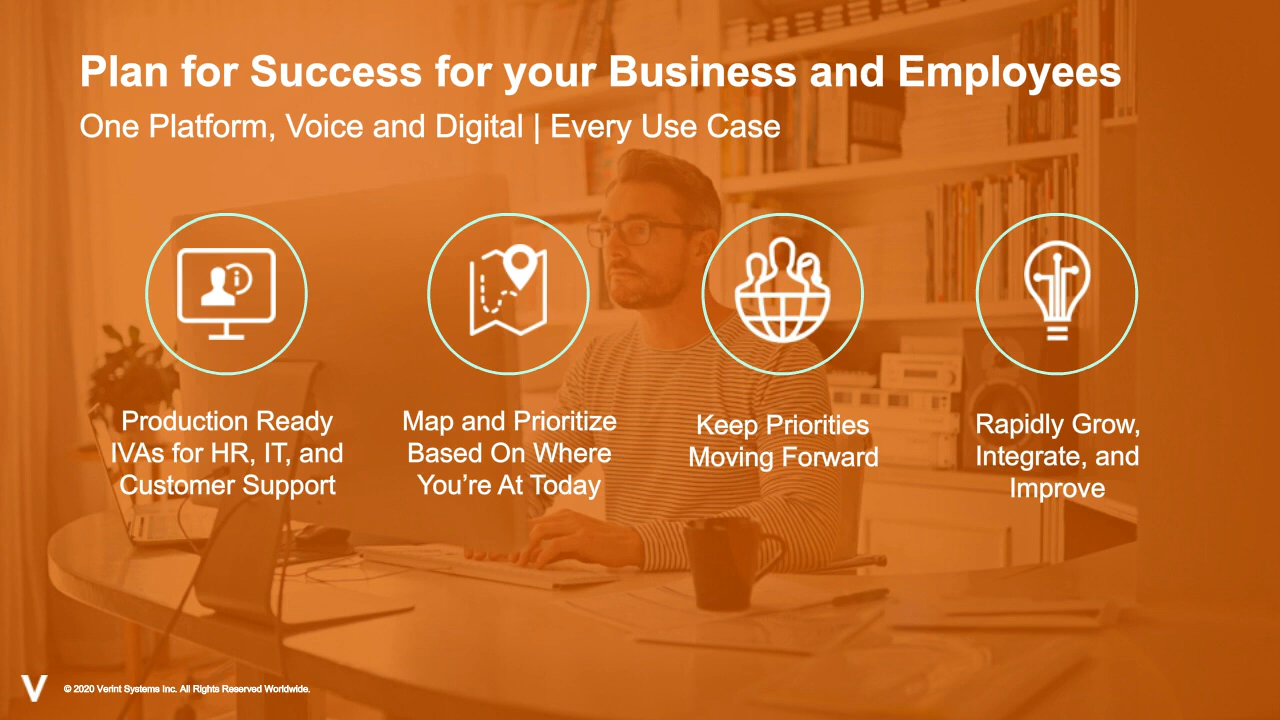 Plan for Success for your Business and Employees
One Platform, Voice and Digital | Every Use Case
Production Ready
IVAs for HR, IT, and
Customer Support
Map and Prioritize
Based On Where
You're At Today
Keep Priorities
Moving Forward
Rapidly Grow,
Integrate, and
Improve
V © 2020 Verint Systems Inc. All Rights Reserved Worldwide.